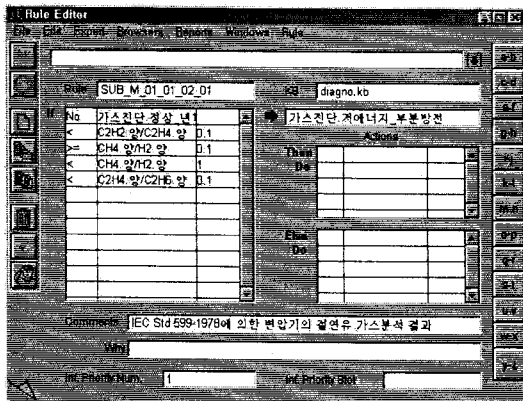 Rule Editor
File Edit Expert Browsers Reports Windows Rule
a-b
Rule SUB_M_01_01_02_01 KB diagno.kb
c-d
e-f
If No 가스진단.정상_년1 가스진단.저에너지_부분방전
< C2H2.양/C2H4.양 0.1 Actions
g-h
>= CH4.양/H2.양 0.1 Then
i-j
< CH4.양/H2.양 1 Do
k-l
< C2H4.양/C2H6.양 0.1
m-n
Else
o-p
Do
q-r
s-t
u-v
Comments IEC Std 599-1978에 의한 변압기의 절연유 가스분석 결과
w-x
Why
y-z
Inf Priority Num. 1 Inf Priority Slot